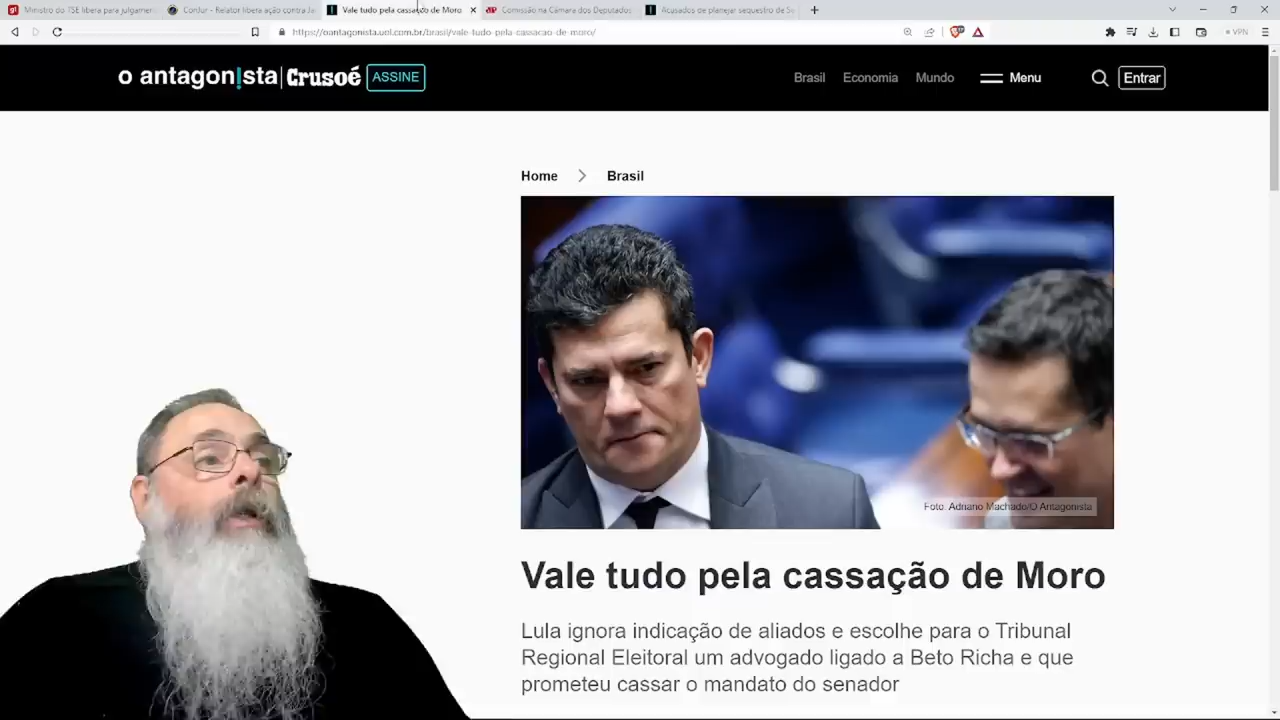 Ministro do TSE libera para julgamen
ConJur - Relator libera ação contra Ja
Vale tudo pela cassação de Moro
Comissão na Câmara dos Deputados
Acusados de planejar sequestro de Se
https://oantagonista.uol.com.br/brasil/vale-tudo-pela-cassacao-de-moro/
VPN
o antagon!sta Crusoé ASSINE
Brasil Economia Mundo Menu Entrar
Home Brasil
Foto: Adriano Machado/O Antagonista
Vale tudo pela cassação de Moro
Lula ignora indicação de aliados e escolhe para o Tribunal
Regional Eleitoral um advogado ligado a Beto Richa e que
prometeu cassar o mandato do senador